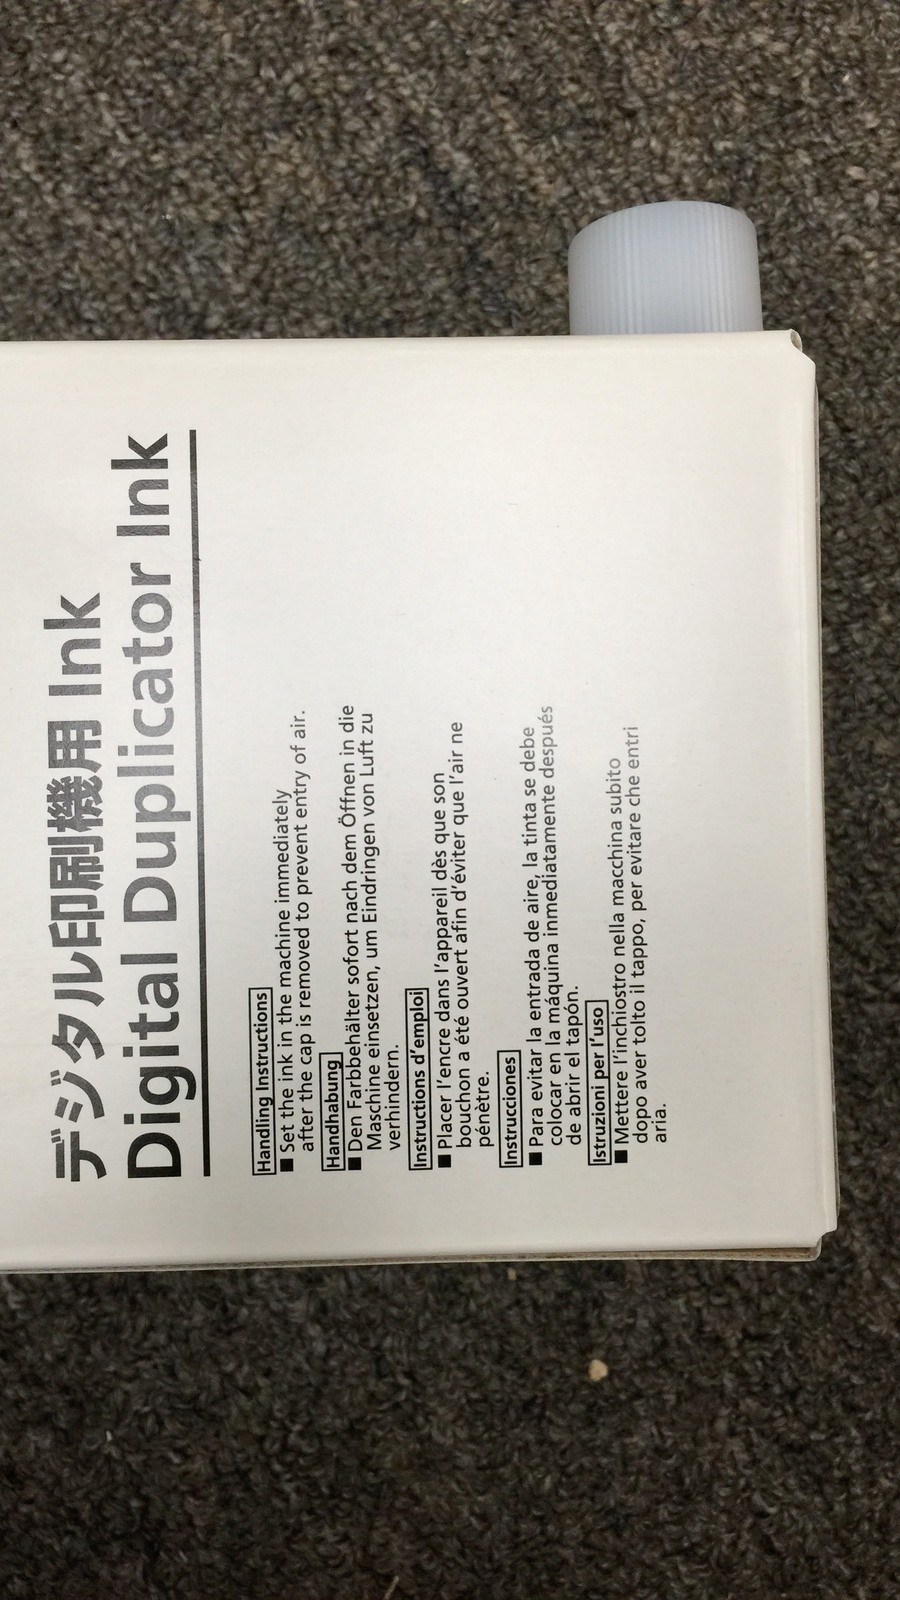 デジタル印刷機用 Ink
Digital Duplicator Ink
Handling Instructions
■ Set the ink in the machine immediately
after the cap is removed to prevent entry of air.
Handhabung
■ Den Farbbehälter sofort nach dem Öffnen in die
Maschine einsetzen, um Eindringen von Luft zu
verhindern.
Instructions d'emploi
■ Placer l'encre dans l'appareil dès que son
bouchon a été ouvert afin d'éviter que l'air ne
pénètre.
Instrucciones
■ Para evitar la entrada de aire, la tinta se debe
colocar en la máquina inmediatamente después
de abrir el tapón.
Istruzioni per l'uso
■ Mettere l'inchiostro nella macchina subito
dopo aver tolto il tappo, per evitare che entri
aria.